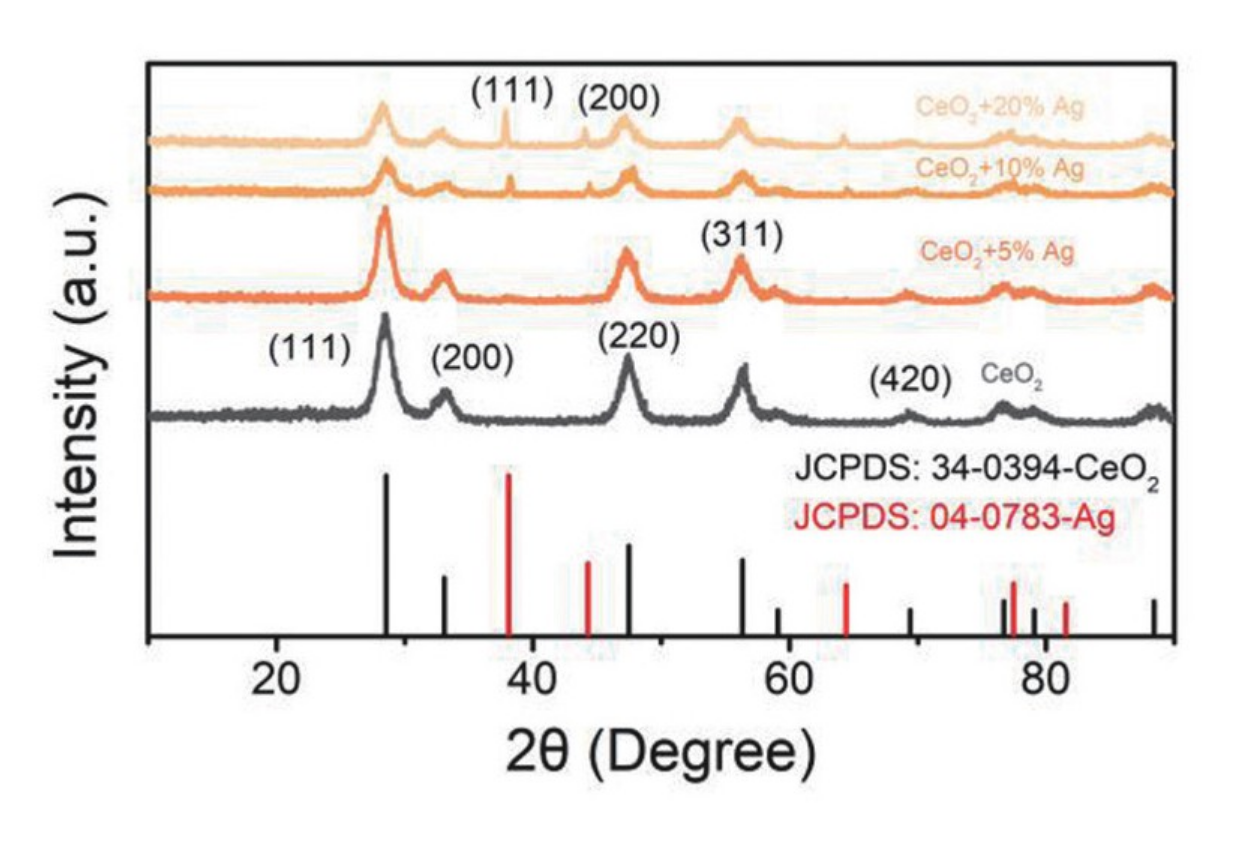 (111)
(200)
CeO2+20% Ag
CeO2+10% Ag
(311)
CeO2+5% Ag
(111)
(200)
(220)
(420)
CeO2
JCPDS: 34-0394-CeO2
JCPDS: 04-0783-Ag
Intensity (a.u.)
20
40
60
80
2θ (Degree)